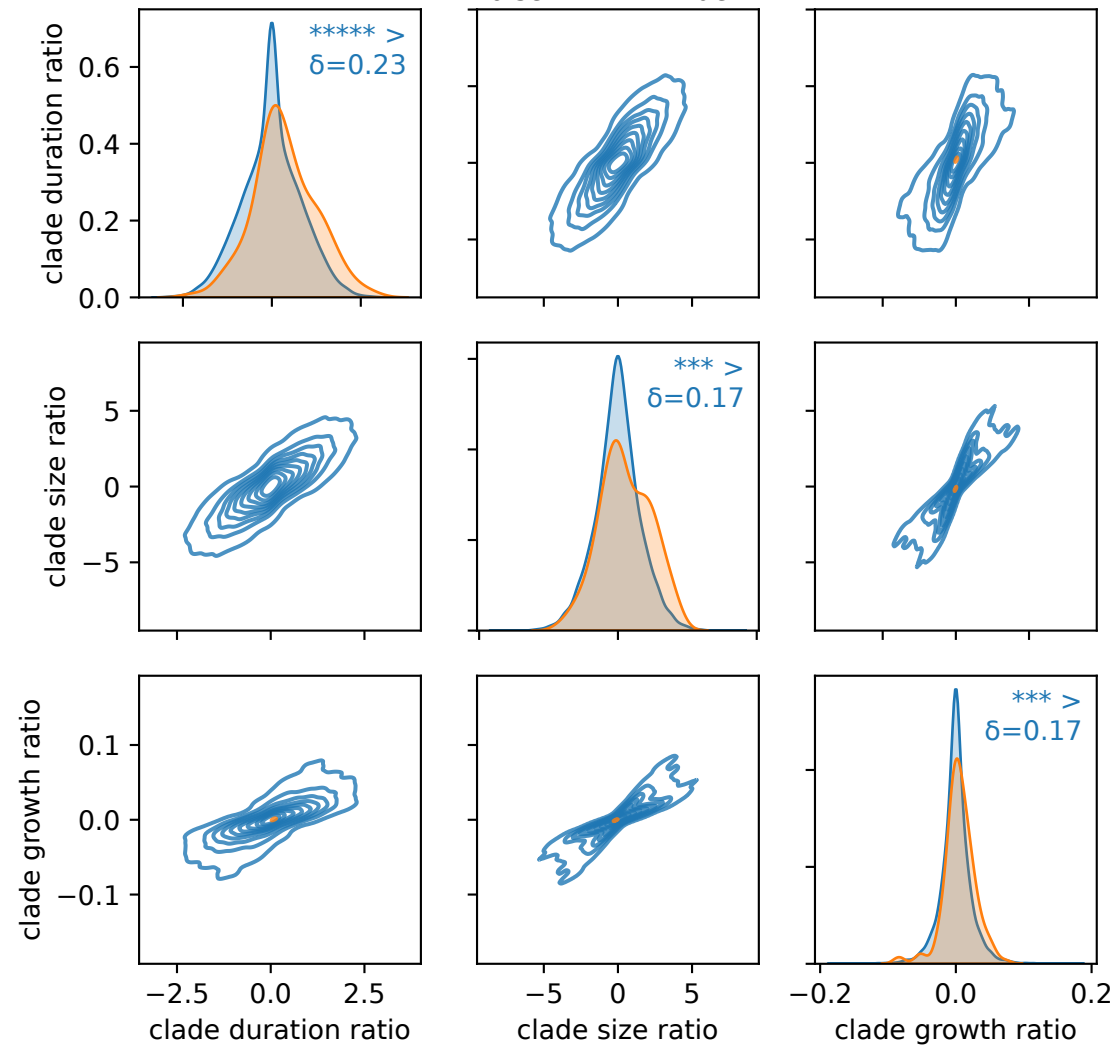 clade duration ratio
0.6
0.4
0.2
0.0
***** >
δ=0.23
clade size ratio
5
0
−5
*** >
δ=0.17
clade growth ratio
0.1
0.0
−0.1
*** >
δ=0.17
−2.5 0.0 2.5
−5 0 5
−0.2 0.0 0.2
clade duration ratio
clade size ratio
clade growth ratio